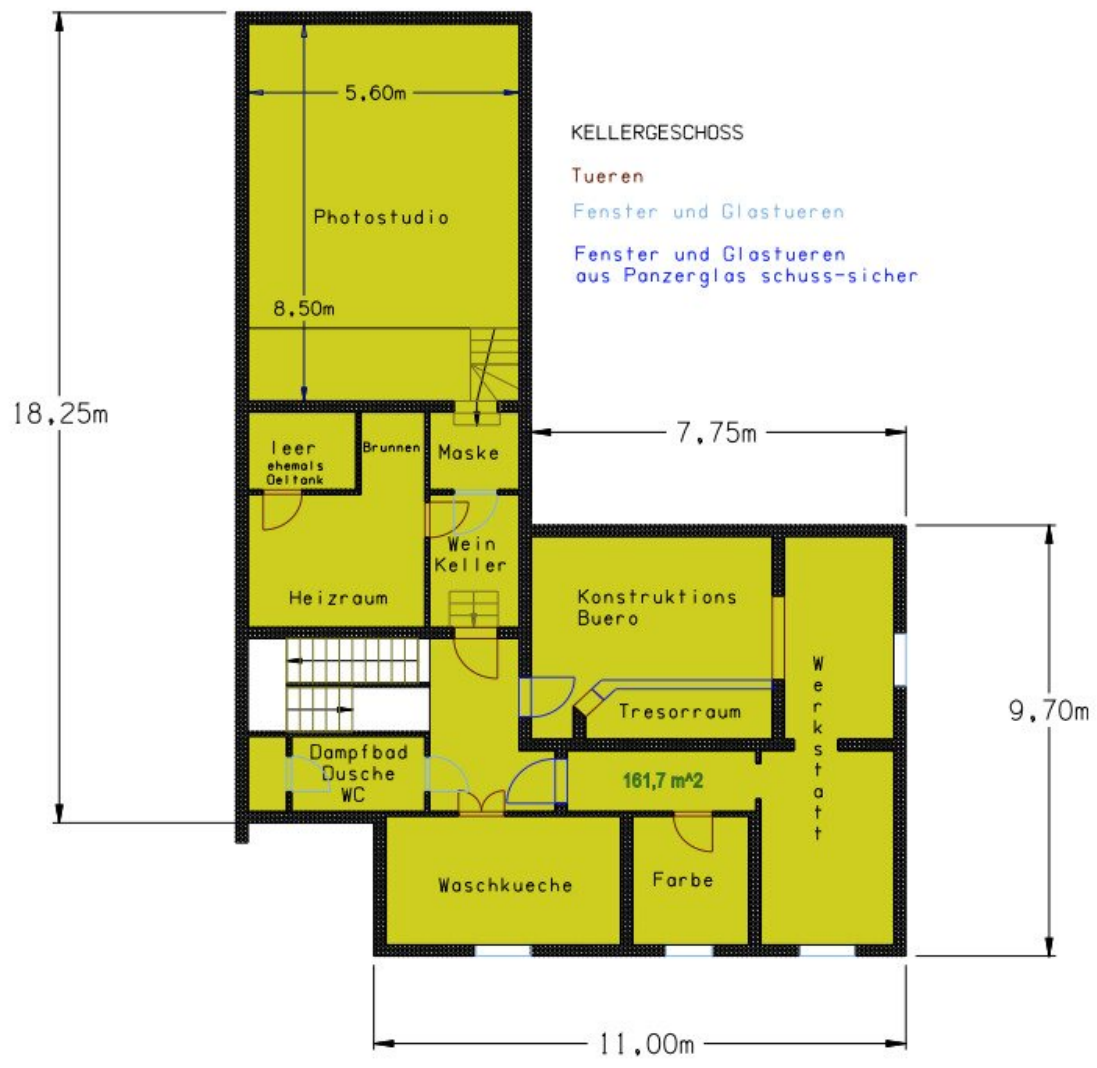 5,60m
KELLERGESCHOSS
Tueren
Fenster und Glastueren
Photostudio
Fenster und Glastueren
aus Panzerglas schuss-sicher
8,50m
18,25m
7,75m
leer
ehemals
Oeltank
Brunnen
Maske
Wein
Keller
Heizraum
Konstruktions
Buero
Werkstatt
Tresorraum
9,70m
Dampfbad
Dusche
WC
161,7 m^2
Waschkueche
Farbe
11,00m